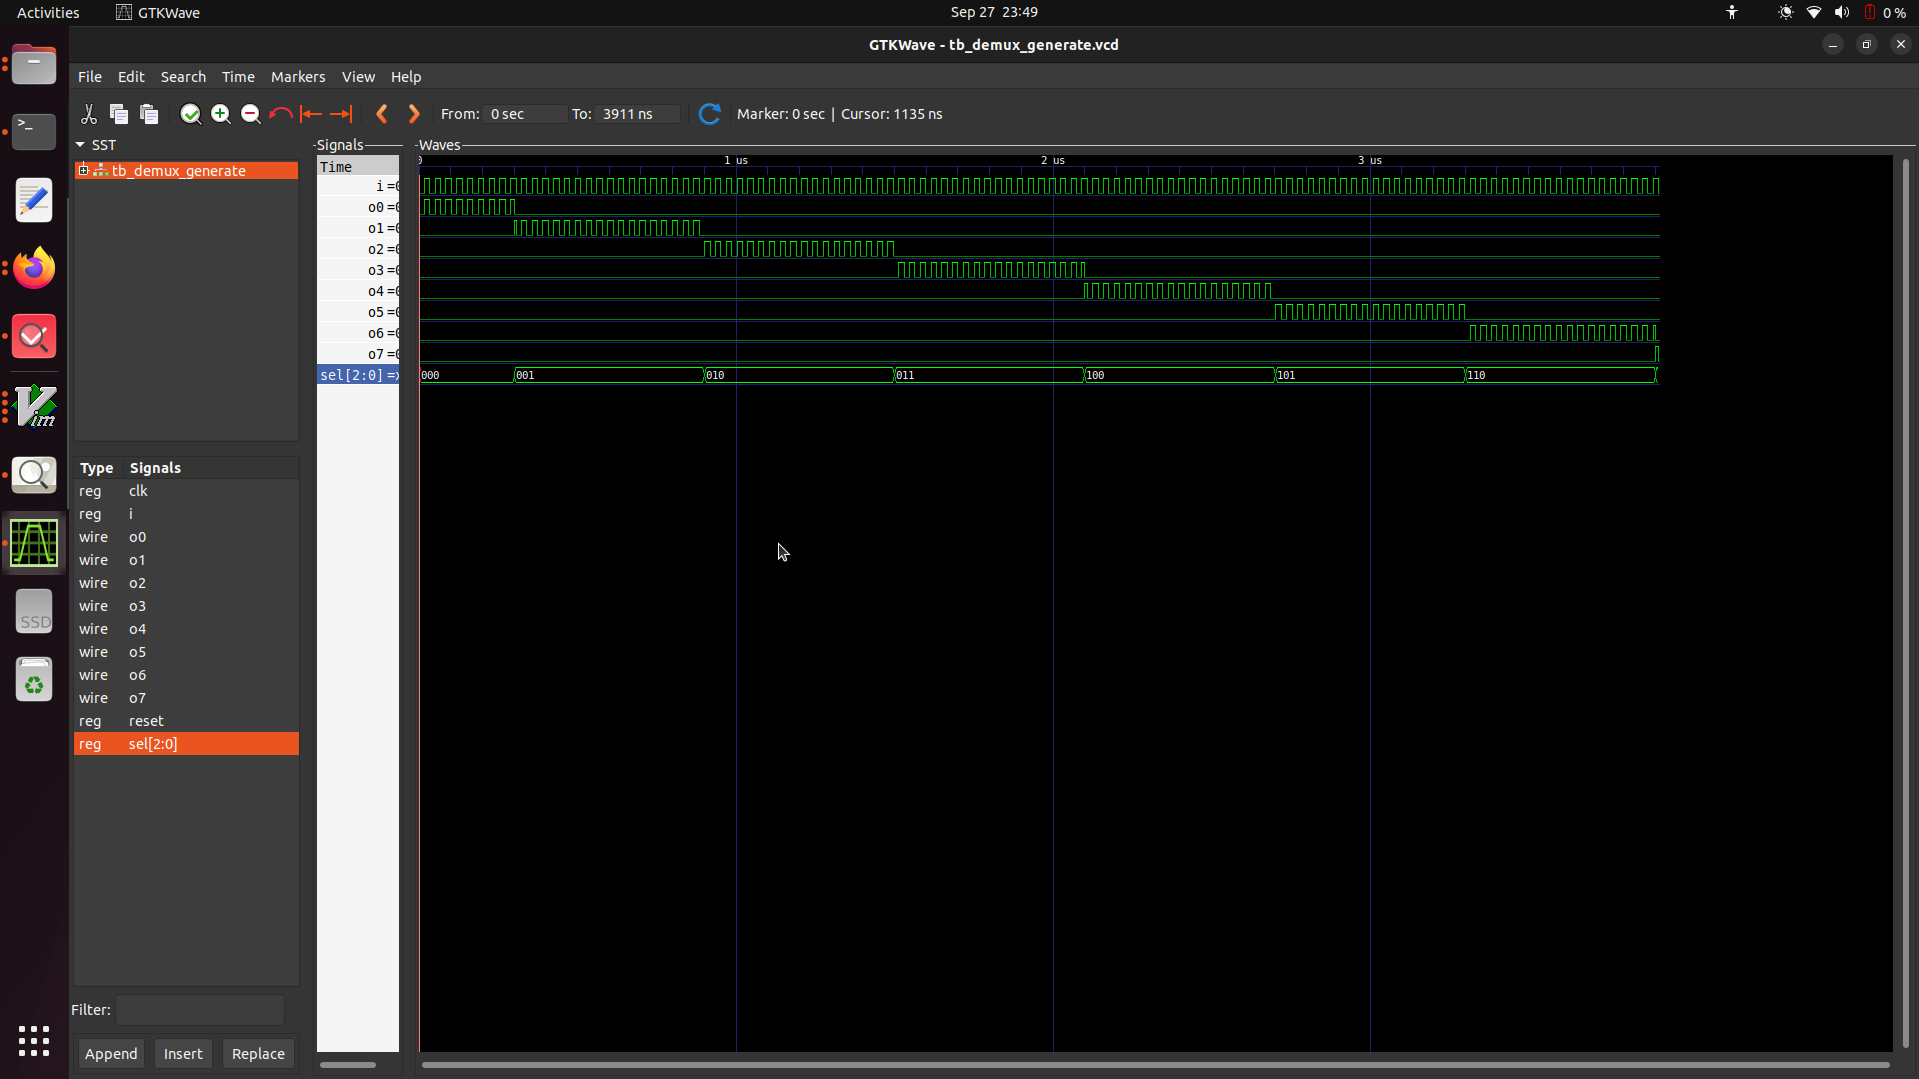 Activities GTKWave Sep 27 23:49 0 %
GTKWave - tb_demux_generate.vcd
File Edit Search Time Markers View Help
From: 0 sec To: 3911 ns Marker: 0 sec | Cursor: 1135 ns
SST
tb_demux_generate
Type Signals
reg clk
reg i
wire o0
wire o1
wire o2
wire o3
wire o4
wire o5
wire o6
wire o7
reg reset
reg sel[2:0]
Filter:
Append Insert Replace
Signals
Time
i =0
o0 =0
o1 =0
o2 =0
o3 =0
o4 =0
o5 =0
o6 =0
o7 =0
sel[2:0] =x
Waves
0 1 us 2 us 3 us
000 001 010 011 100 101 110
SSD
Vim